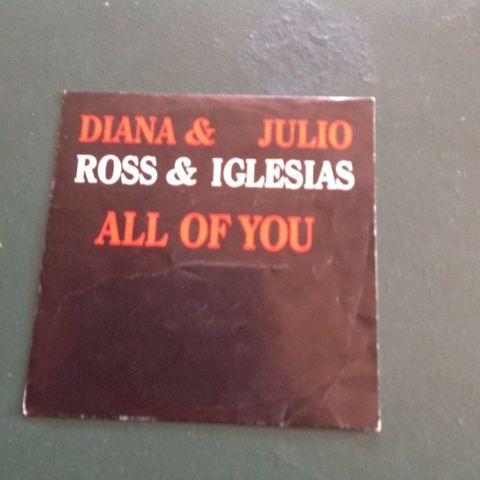 DIANA & JULIO
ROSS & IGLESIAS
ALL OF YOU